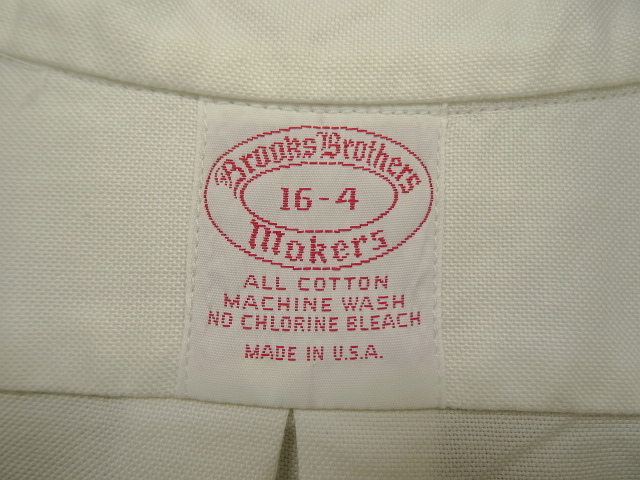 Brooks Brothers
16-4
Makers
ALL COTTON
MACHINE WASH
NO CHLORINE BLEACH
MADE IN U.S.A.